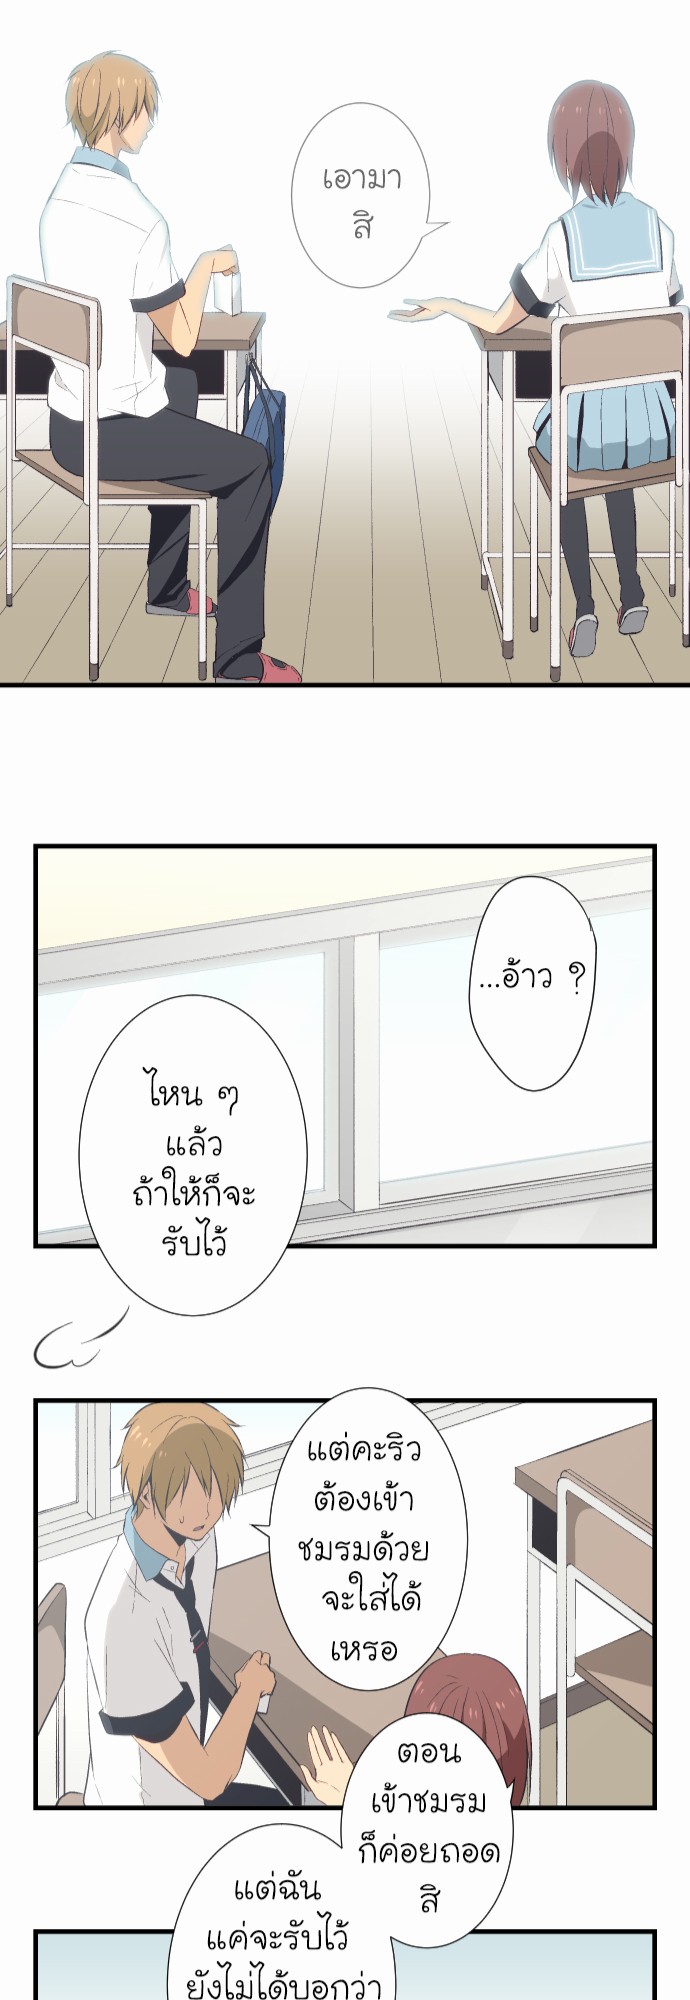 เอามา
สิ
...อ้าว ?
ไหน ๆ
แล้ว
ถ้าให้ก็จะ
รับไว้
แต่คะริว
ต้องเข้า
ชมรมด้วย
จะใส่ได้
เหรอ
ตอน
เข้าชมรม
ก็ค่อยถอด
สิ
แต่ฉัน
แค่จะรับไว้
ยังไม่ได้บอกว่า